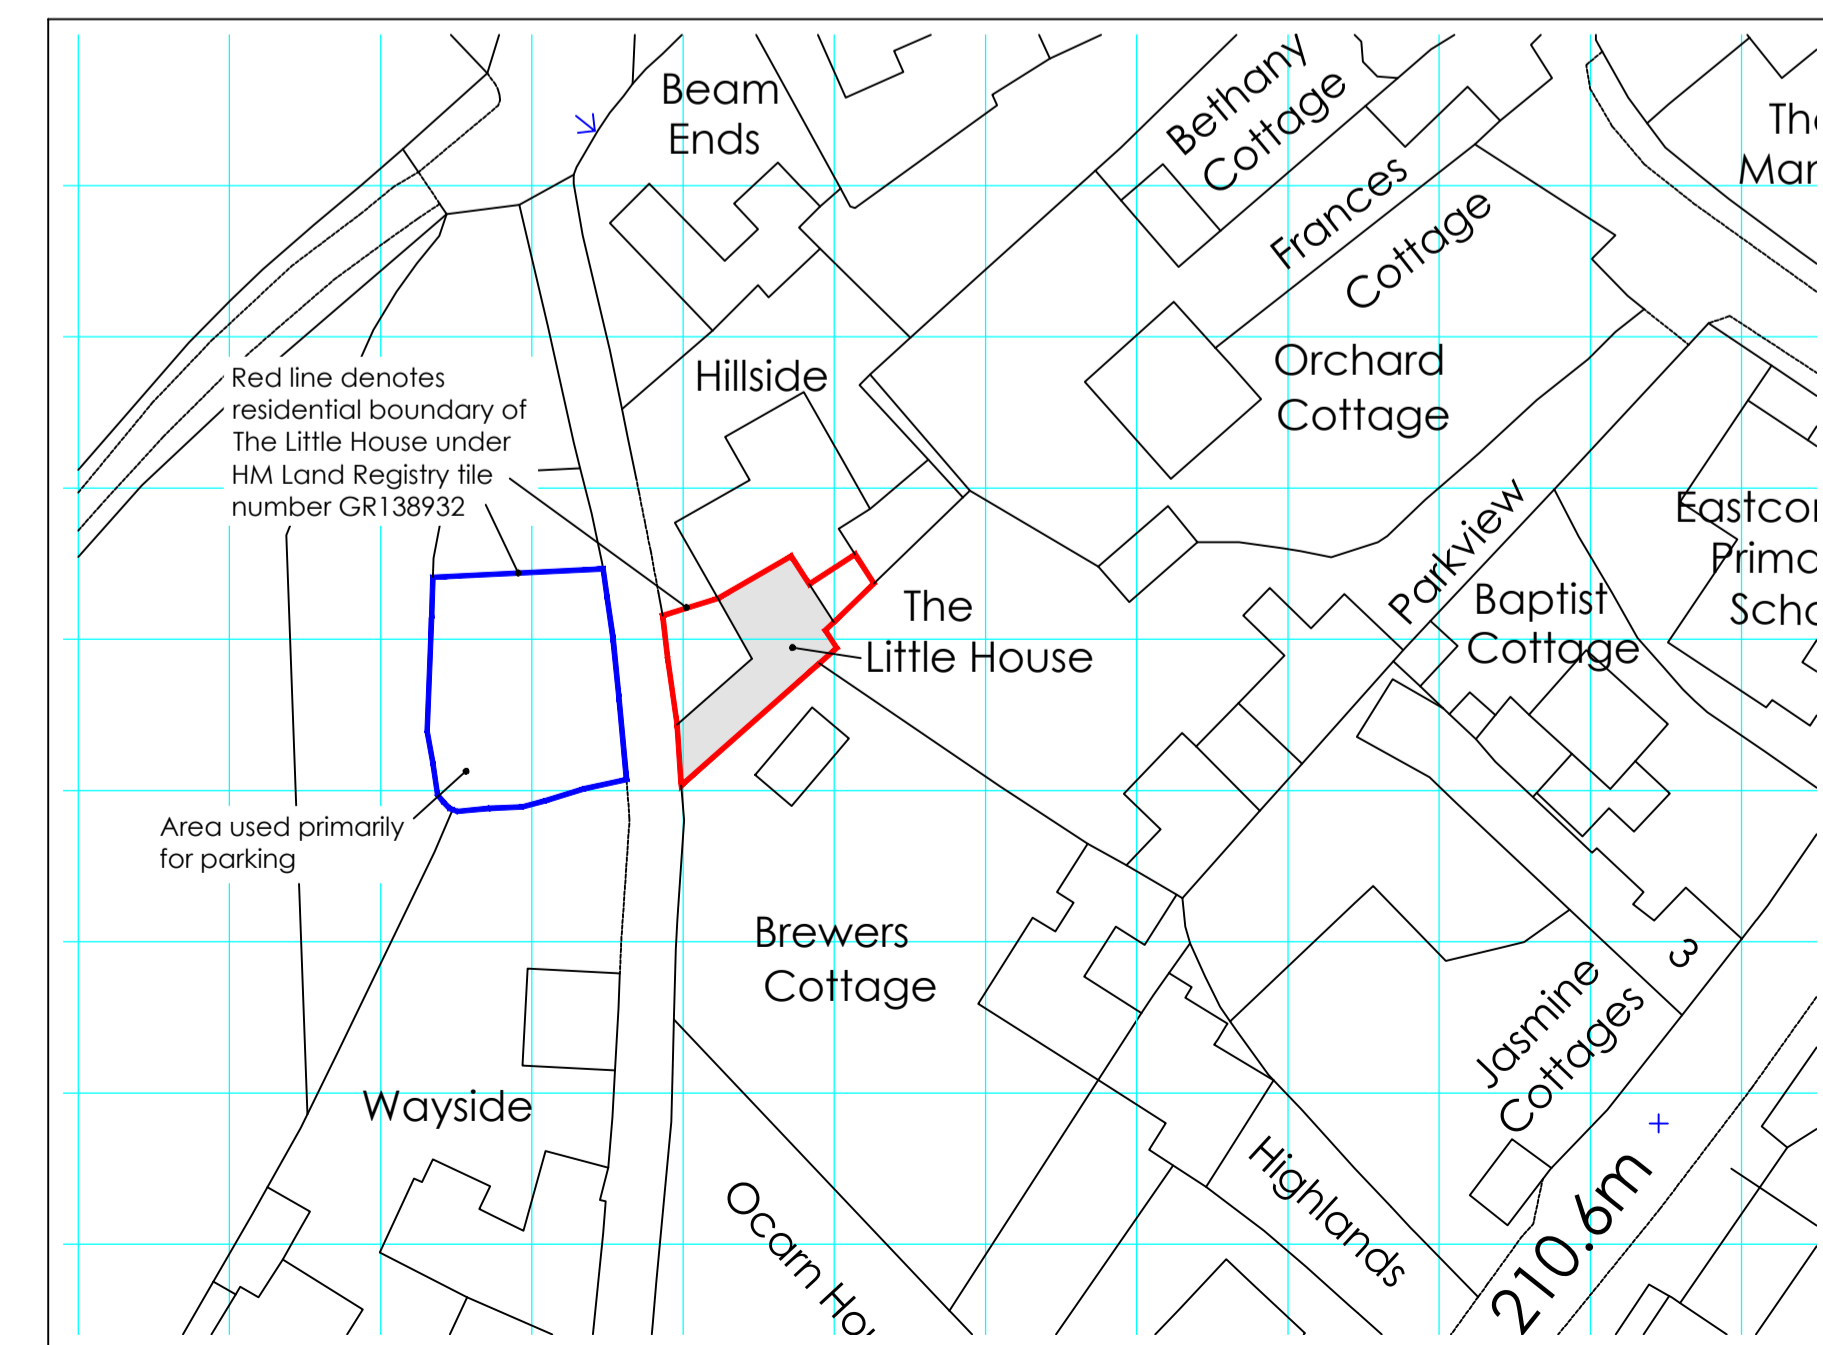 Beam
Ends
Bethany
Cottage
Frances
Cottage
Hillside
Orchard
Cottage
Red line denotes
residential boundary of
The Little House under
HM Land Registry tile
number GR138932
Parkview
Baptist
Cottage
The
Little House
Area used primarily
for parking
Brewers
Cottage
3
Jasmine
Cottages
Wayside
Highlands
Ocarn
210.6m